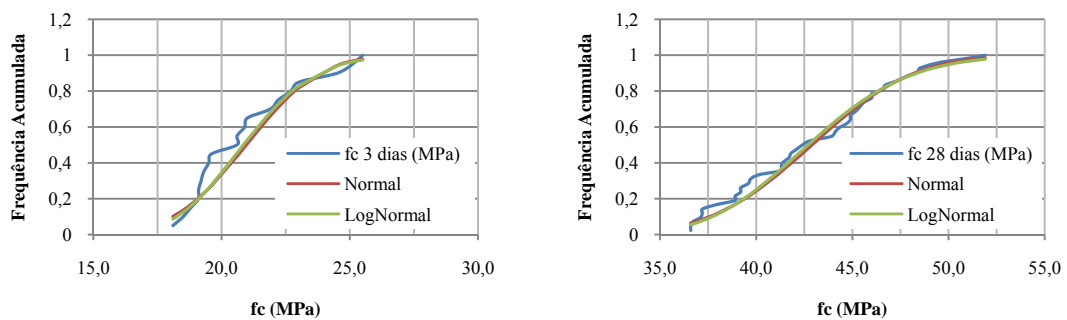 Frequência Acumulada
1,2
1
0,8
0,6
0,4
0,2
0
15,0 20,0 25,0 30,0
fc (MPa)
fc 3 dias (MPa)
Normal
LogNormal
Frequência Acumulada
1,2
1
0,8
0,6
0,4
0,2
0
35,0 40,0 45,0 50,0 55,0
fc (MPa)
fc 28 dias (MPa)
Normal
LogNormal